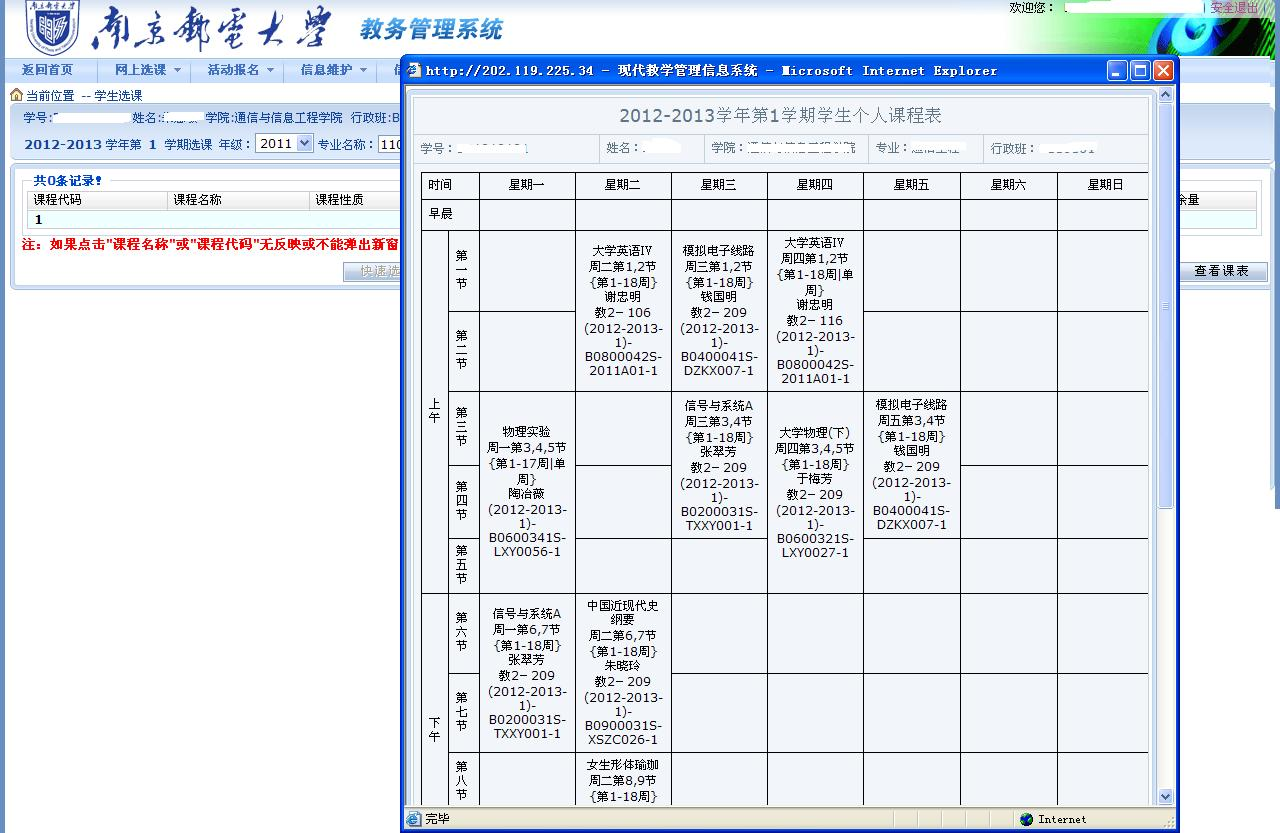 南京邮电大学 教务管理系统
欢迎您： 安全退出
返回首页 网上选课 活动报名 信息维护
当前位置 -- 学生选课
学号: 姓名: 学院:通信与信息工程学院 行政班:B
2012-2013 学年第 1 学期选课 年级： 2011 专业名称： 110
共0条记录!
课程代码 课程名称 课程性质 余量
1
注：如果点击"课程名称"或"课程代码"无反映或不能弹出新窗
快速选
查看课表
http://202.119.225.34 - 现代教学管理信息系统 - Microsoft Internet Explorer
2012-2013学年第1学期学生个人课程表
学号： 姓名： 学院： 专业： 行政班：
时间 星期一 星期二 星期三 星期四 星期五 星期六 星期日
早晨
上午
第一节
大学英语IV
周二第1,2节
{第1-18周}
谢忠明
教2－106
(2012-2013-
1)-
B0800042S-
2011A01-1
模拟电子线路
周三第1,2节
{第1-18周}
钱国明
教2－209
(2012-2013-
1)-
B0400041S-
DZKX007-1
大学英语IV
周四第1,2节
{第1-18周|单
周}
谢忠明
教2－116
(2012-2013-
1)-
B0800042S-
2011A01-1
第二节
第三节
物理实验
周一第3,4,5节
{第1-17周|单
周}
陶冶薇
(2012-2013-
1)-
B0600341S-
LXY0056-1
信号与系统A
周三第3,4节
{第1-18周}
张翠芳
教2－209
(2012-2013-
1)-
B0200031S-
TXXY001-1
大学物理(下)
周四第3,4,5节
{第1-18周}
于梅芳
教2－209
(2012-2013-
1)-
B0600321S-
LXY0027-1
模拟电子线路
周五第3,4节
{第1-18周}
钱国明
教2－209
(2012-2013-
1)-
B0400041S-
DZKX007-1
第四节
第五节
下午
第六节
信号与系统A
周一第6,7节
{第1-18周}
张翠芳
教2－209
(2012-2013-
1)-
B0200031S-
TXXY001-1
中国近现代史
纲要
周二第6,7节
{第1-18周}
朱晓玲
教2－209
(2012-2013-
1)-
B0900031S-
XSZC026-1
第七节
第八节
女生形体瑜珈
周二第8,9节
{第1-18周}
完毕 Internet